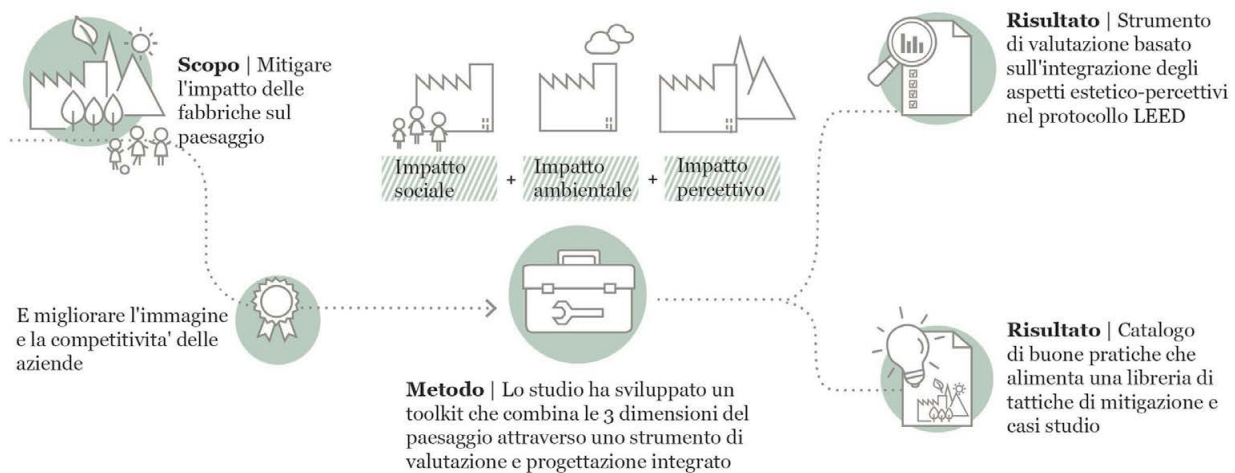 Scopo | Mitigare
l'impatto delle
fabbriche sul
paesaggio
E migliorare l'immagine
e la competitivita' delle
aziende
Impatto
sociale
+
Impatto
ambientale
+
Impatto
percettivo
Metodo | Lo studio ha sviluppato un
toolkit che combina le 3 dimensioni del
paesaggio attraverso uno strumento di
valutazione e progettazione integrato
Risultato | Strumento
di valutazione basato
sull'integrazione degli
aspetti estetico-percettivi
nel protocollo LEED
Risultato | Catalogo
di buone pratiche che
alimenta una libreria di
tattiche di mitigazione e
casi studio